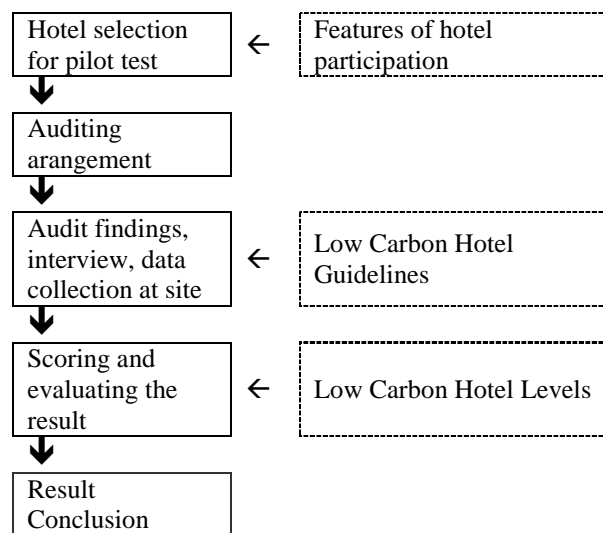 Hotel selection
for pilot test
Features of hotel
participation
Auditing
arangement
Audit findings,
interview, data
collection at site
Low Carbon Hotel
Guidelines
Scoring and
evaluating the
result
Low Carbon Hotel Levels
Result
Conclusion